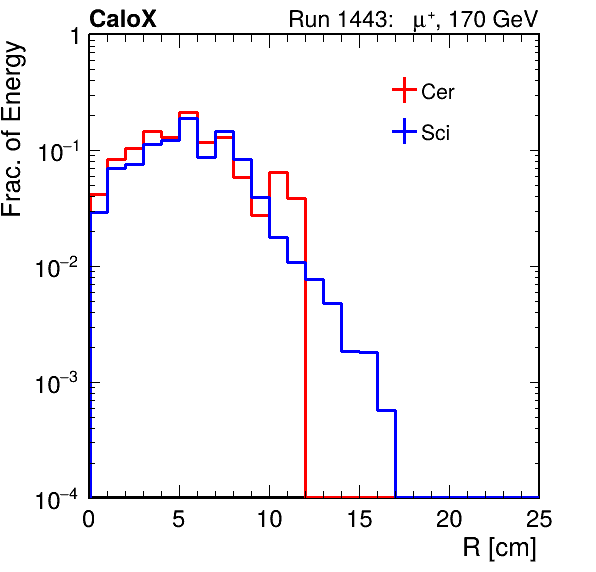 CaloX Run 1443: μ⁺, 170 GeV
Frac. of Energy
1
10⁻¹
10⁻²
10⁻³
10⁻⁴
Cer
Sci
0 5 10 15 20 25
R [cm]